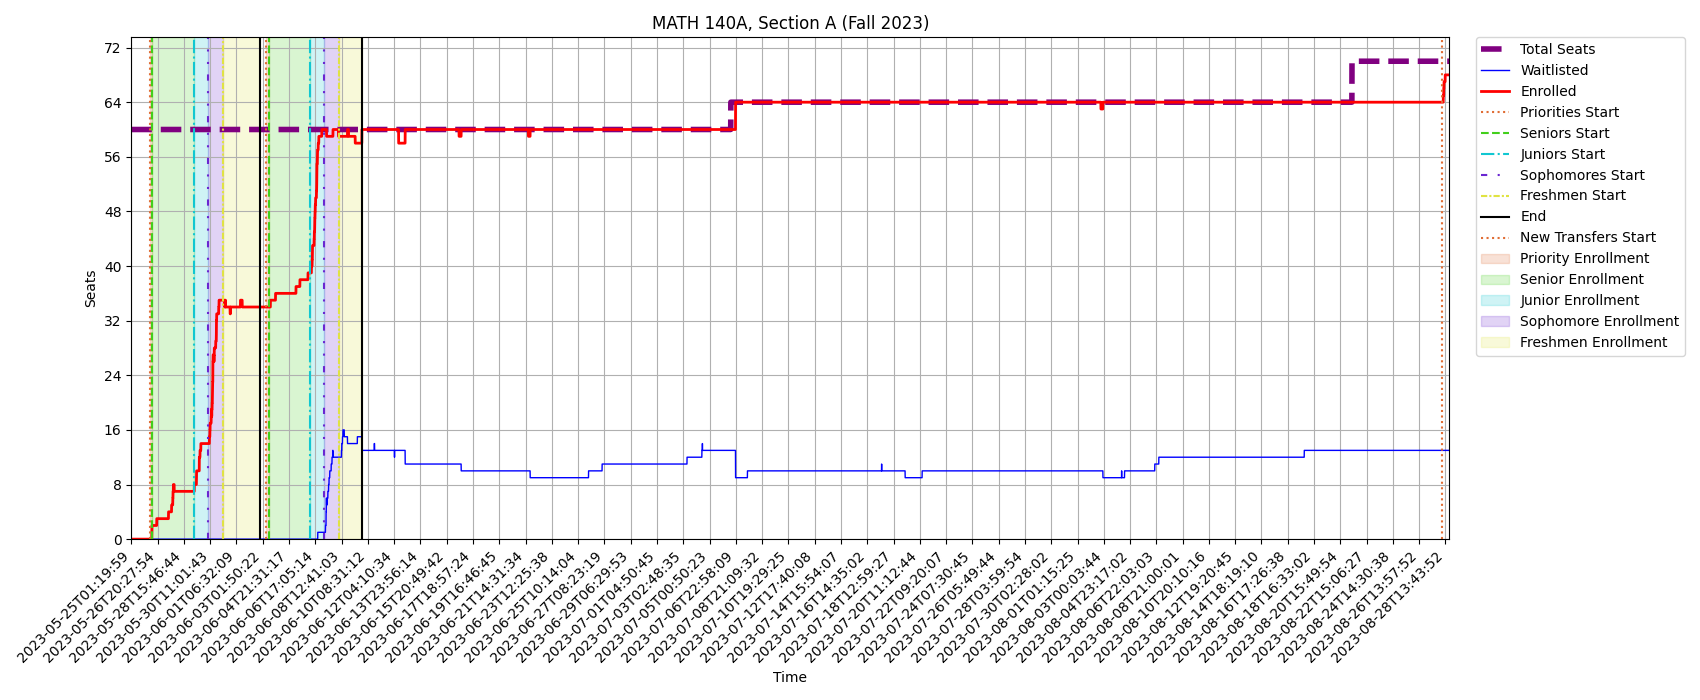 MATH 140A, Section A (Fall 2023)
72
64
56
48
40
32
24
16
8
0
Seats
2023-05-25T01:19:59
2023-05-26T20:27:54
2023-05-28T15:46:44
2023-05-30T11:01:43
2023-06-01T06:32:09
2023-06-03T01:50:22
2023-06-04T21:31:17
2023-06-06T17:05:14
2023-06-08T12:41:03
2023-06-10T08:31:12
2023-06-12T04:10:34
2023-06-13T23:56:14
2023-06-15T20:49:42
2023-06-17T18:57:24
2023-06-19T16:46:45
2023-06-21T14:31:34
2023-06-23T12:25:38
2023-06-25T10:14:04
2023-06-27T08:23:19
2023-06-29T06:29:53
2023-07-01T04:50:45
2023-07-03T02:48:35
2023-07-05T00:50:23
2023-07-06T22:58:09
2023-07-08T21:09:32
2023-07-10T19:29:25
2023-07-12T17:40:08
2023-07-14T15:54:07
2023-07-16T14:35:02
2023-07-18T12:59:27
2023-07-20T11:12:44
2023-07-22T09:20:07
2023-07-24T07:30:45
2023-07-26T05:49:44
2023-07-28T03:59:54
2023-07-30T02:28:02
2023-08-01T01:15:25
2023-08-03T00:03:44
2023-08-04T23:17:02
2023-08-06T22:03:03
2023-08-08T21:00:01
2023-08-10T20:10:16
2023-08-12T19:20:45
2023-08-14T18:19:10
2023-08-16T17:26:38
2023-08-18T16:33:02
2023-08-20T15:49:54
2023-08-22T15:06:27
2023-08-24T14:30:38
2023-08-26T13:57:52
2023-08-28T13:43:52
Time
Total Seats
Waitlisted
Enrolled
Priorities Start
Seniors Start
Juniors Start
Sophomores Start
Freshmen Start
End
New Transfers Start
Priority Enrollment
Senior Enrollment
Junior Enrollment
Sophomore Enrollment
Freshmen Enrollment